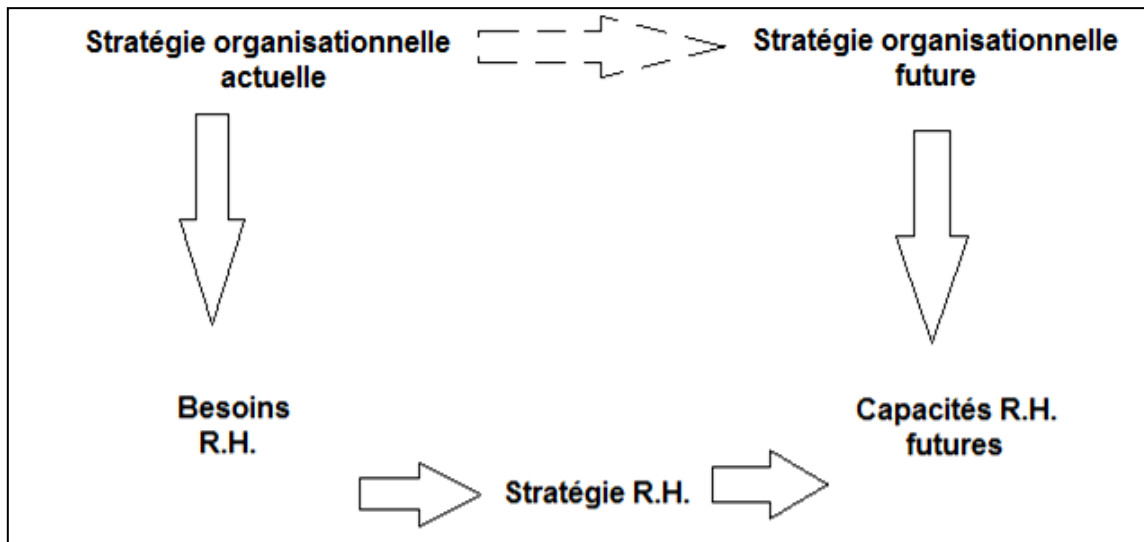 Stratégie organisationnelle
actuelle
Stratégie organisationnelle
future
Besoins
R.H.
Stratégie R.H.
Capacités R.H.
futures